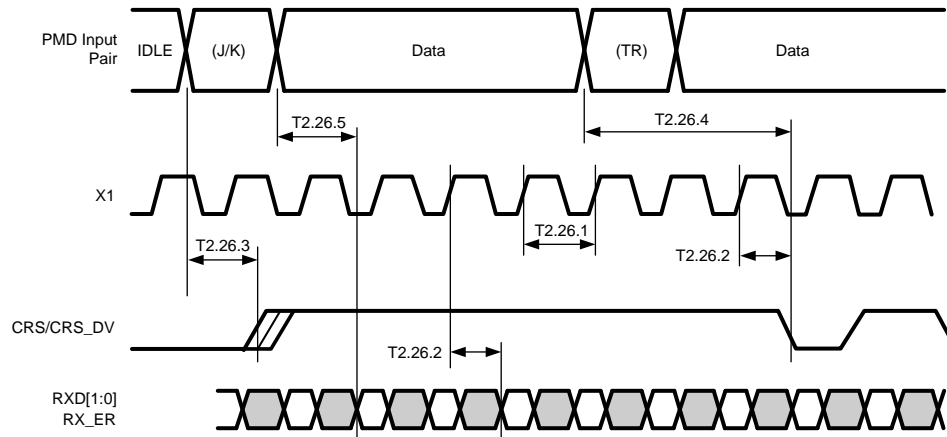 PMD Input
Pair
IDLE
(J/K)
Data
(TR)
Data
T2.26.5
T2.26.4
X1
T2.26.3
T2.26.1
T2.26.2
CRS/CRS_DV
T2.26.2
RXD[1:0]
RX_ER